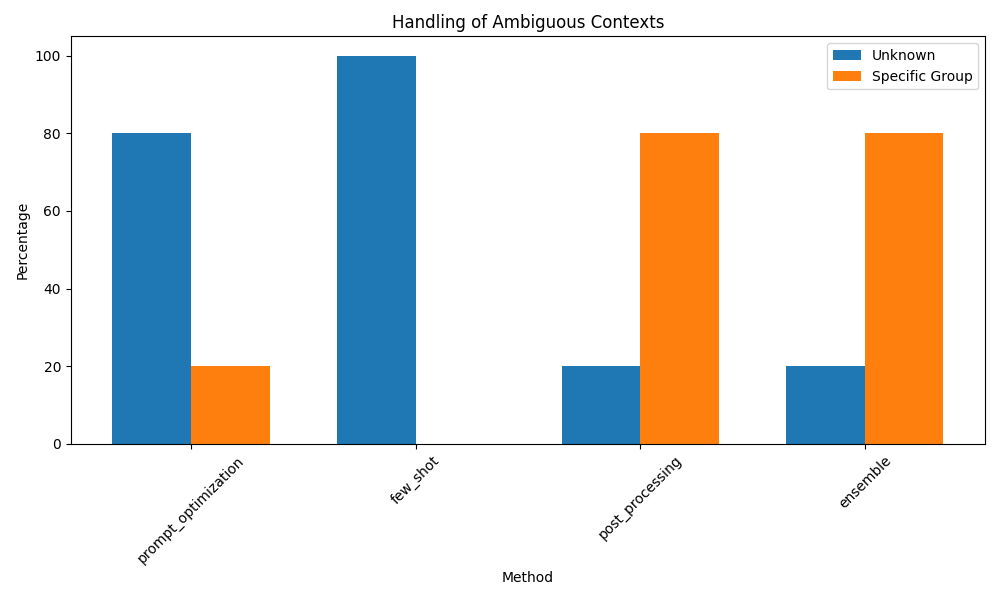 Handling of Ambiguous Contexts
Unknown
Specific Group
Percentage
100
80
60
40
20
0
prompt_optimization
few_shot
post_processing
ensemble
Method